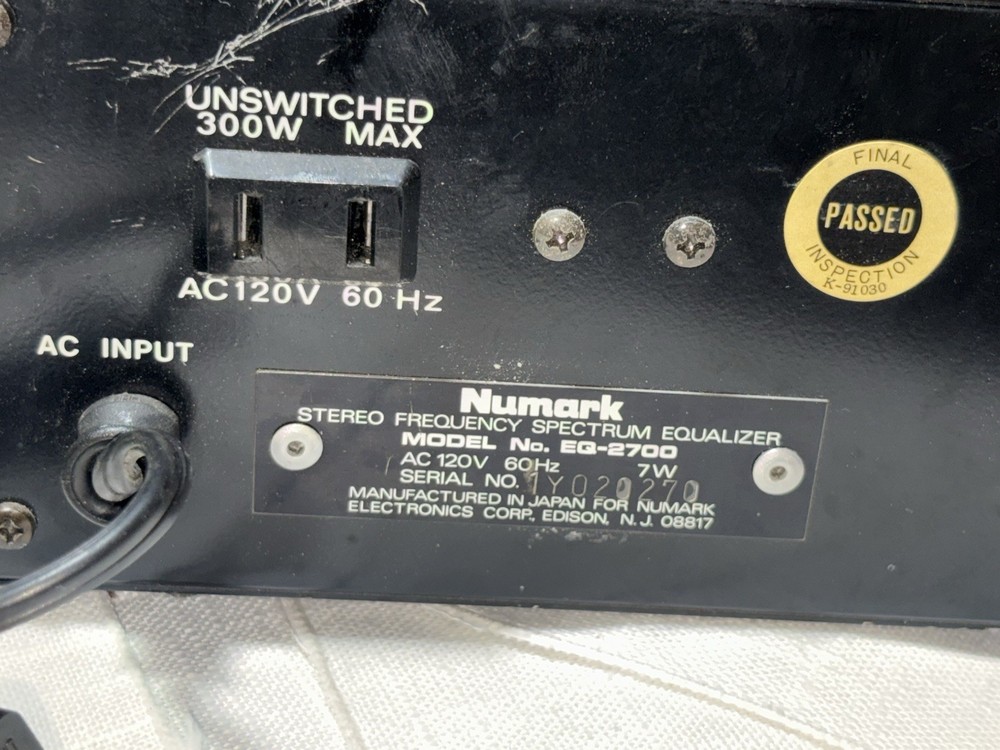 UNSWITCHED
300W MAX
AC120V 60 Hz
FINAL
PASSED
INSPECTION
K-91030
AC INPUT
Numark
STEREO FREQUENCY SPECTRUM EQUALIZER
MODEL No. EQ-2700
AC 120V 60Hz 7W
SERIAL NO. 1Y020270
MANUFACTURED IN JAPAN FOR NUMARK
ELECTRONICS CORP., EDISON, N.J. 08817